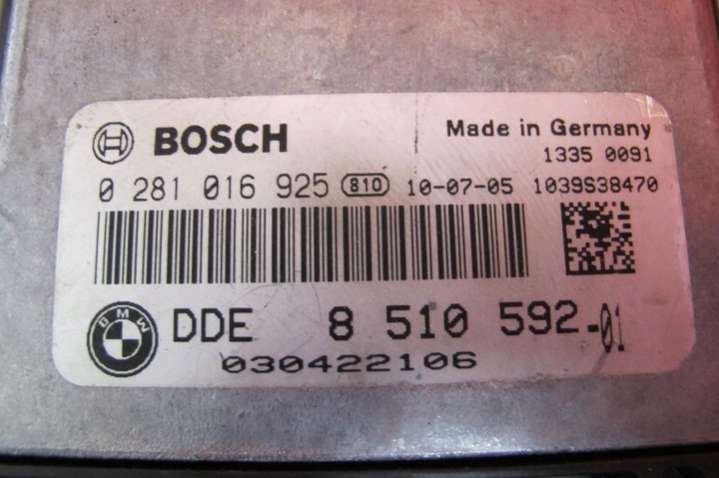 BOSCH
Made in Germany
1335 0091
0 281 016 925 810 10-07-05 1039S38470
BMW DDE 8 510 592-01
030422106